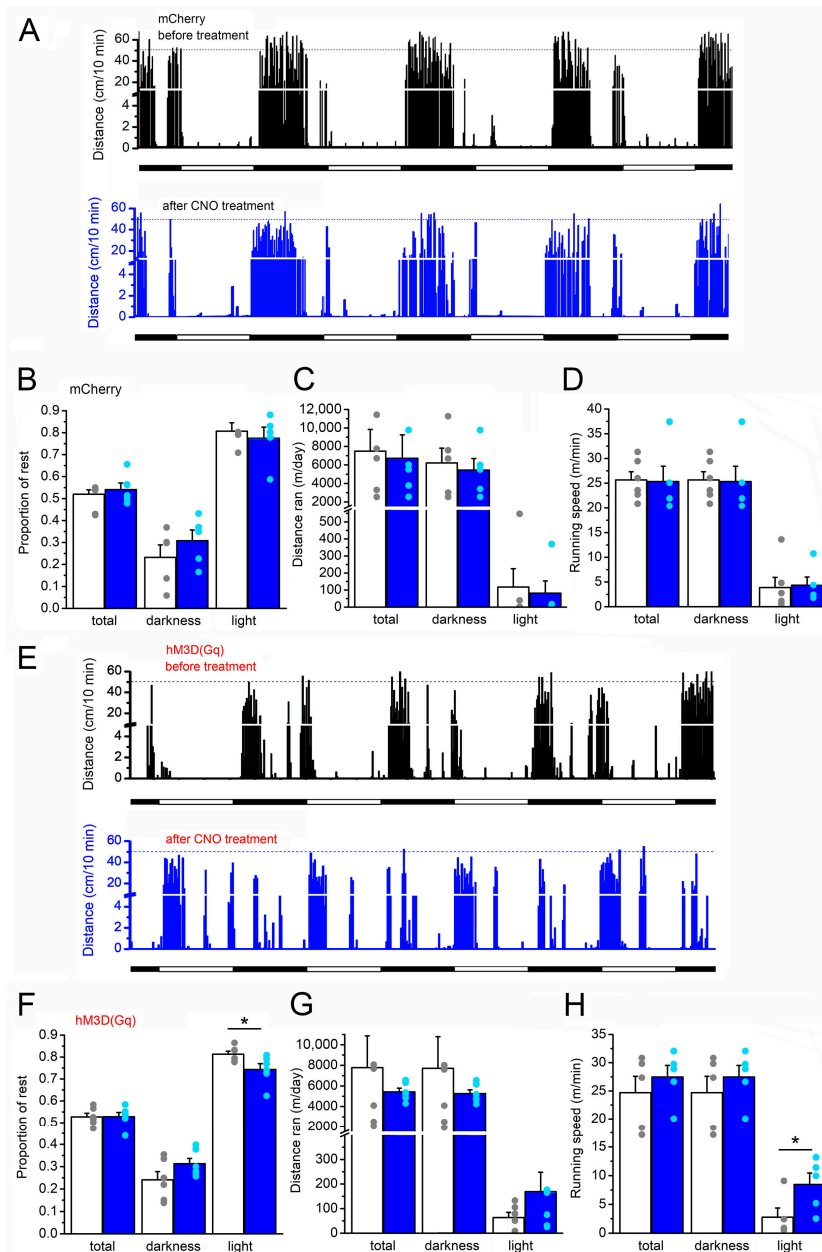 A
mCherry
before treatment
Distance (cm/10 min)
60
40
20
4
2
0
after CNO treatment
Distance (cm/10 min)
60
40
20
4
2
0
B
mCherry
Proportion of rest
0.9
0.8
0.7
0.6
0.5
0.4
0.3
0.2
0.1
0.0
total darkness light
C
Distance ran (m/day)
12,000
10,000
8000
6000
4000
2000
500
400
300
200
100
0
total darkness light
D
Running speed (m/min)
40
35
30
25
20
15
10
5
0
total darkness light
E
hM3D(Gq)
before treatment
Distance (cm/10 min)
60
40
20
4
2
0
after CNO treatment
Distance (cm/10 min)
60
40
20
4
2
0
F
hM3D(Gq)
Proportion of rest
0.9
0.8
0.7
0.6
0.5
0.4
0.3
0.2
0.1
0.0
*
total darkness light
G
Distance ran (m/day)
10,000
8000
6000
4000
2000
300
200
100
0
total darkness light
H
Running speed (m/min)
35
30
25
20
15
10
5
0
*
total darkness light